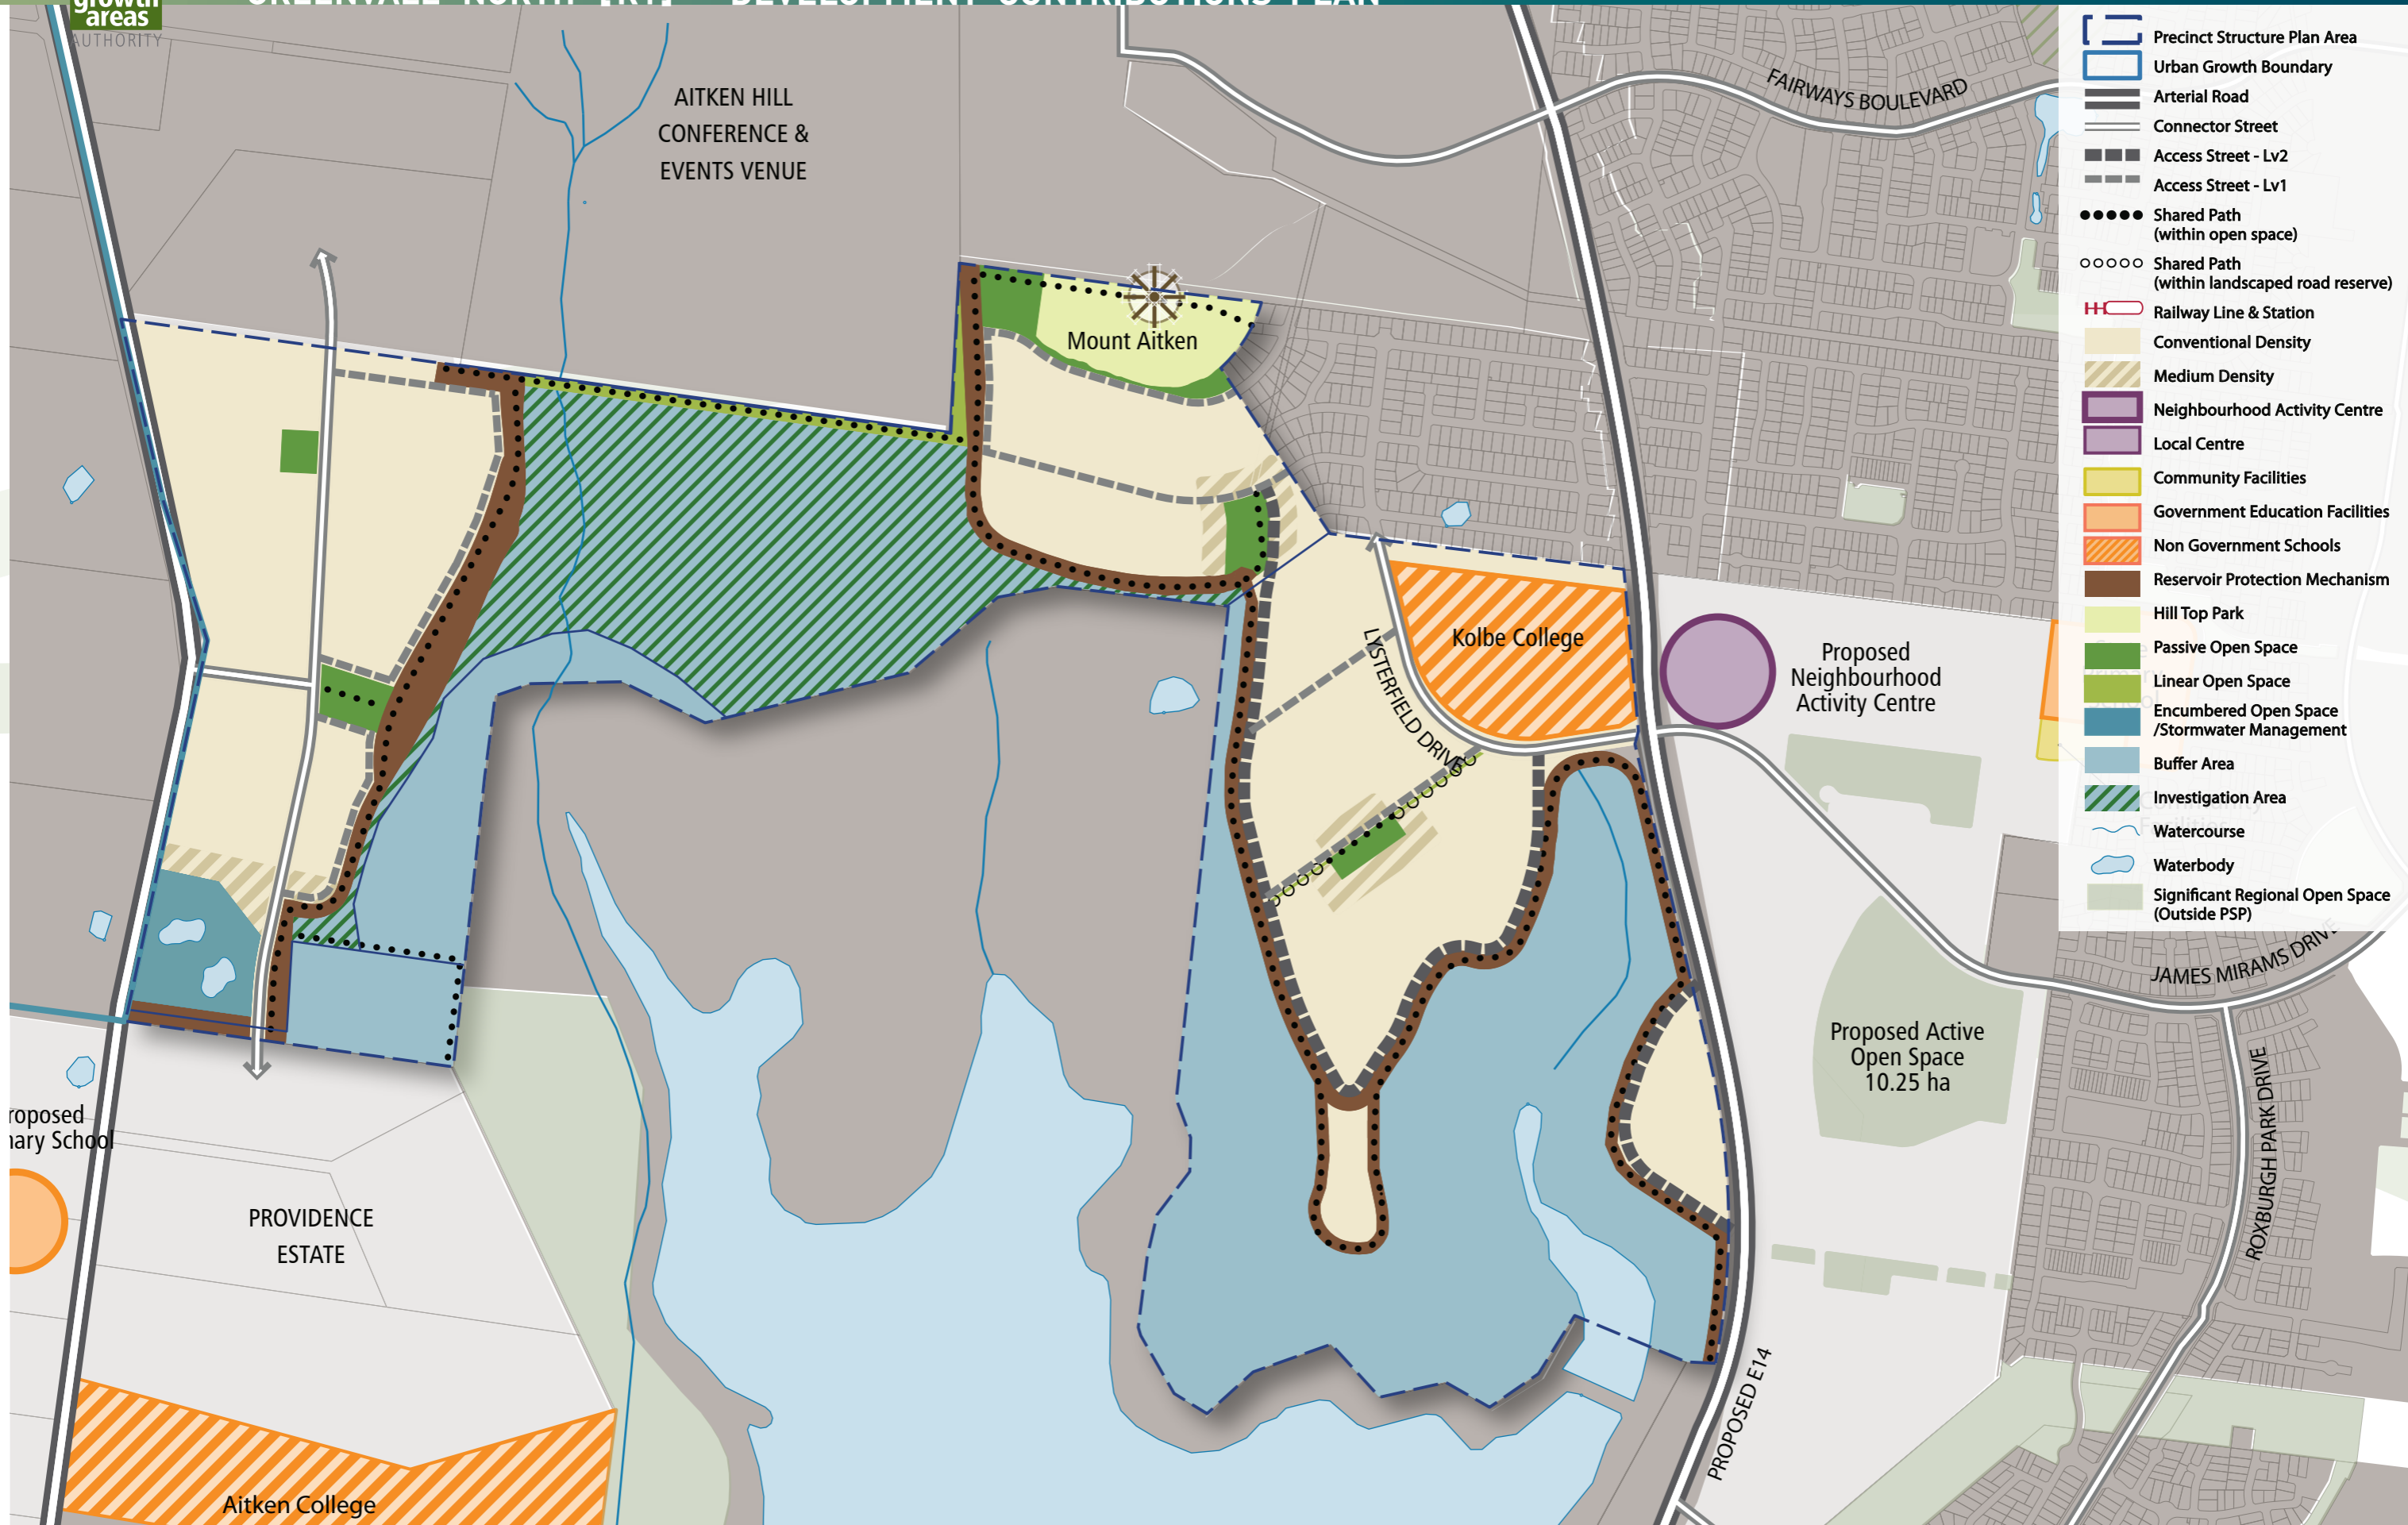 growth
areas
AUTHORITY
AITKEN HILL
CONFERENCE &
EVENTS VENUE
FAIRWAYS BOULEVARD
Mount Aitken
Kolbe College
LYSTERFIELD DRIVE
Proposed
Neighbourhood
Activity Centre
Proposed Active
Open Space
10.25 ha
JAMES MIRAMS DRIVE
ROXBURGH PARK DRIVE
PROPOSED E14
PROVIDENCE
ESTATE
Aitken College
Precinct Structure Plan Area
Urban Growth Boundary
Arterial Road
Connector Street
Access Street - Lv2
Access Street - Lv1
Shared Path
(within open space)
Shared Path
(within landscaped road reserve)
Railway Line & Station
Conventional Density
Medium Density
Neighbourhood Activity Centre
Local Centre
Community Facilities
Government Education Facilities
Non Government Schools
Reservoir Protection Mechanism
Hill Top Park
Passive Open Space
Linear Open Space
Encumbered Open Space
/Stormwater Management
Buffer Area
Investigation Area
Watercourse
Waterbody
Significant Regional Open Space
(Outside PSP)